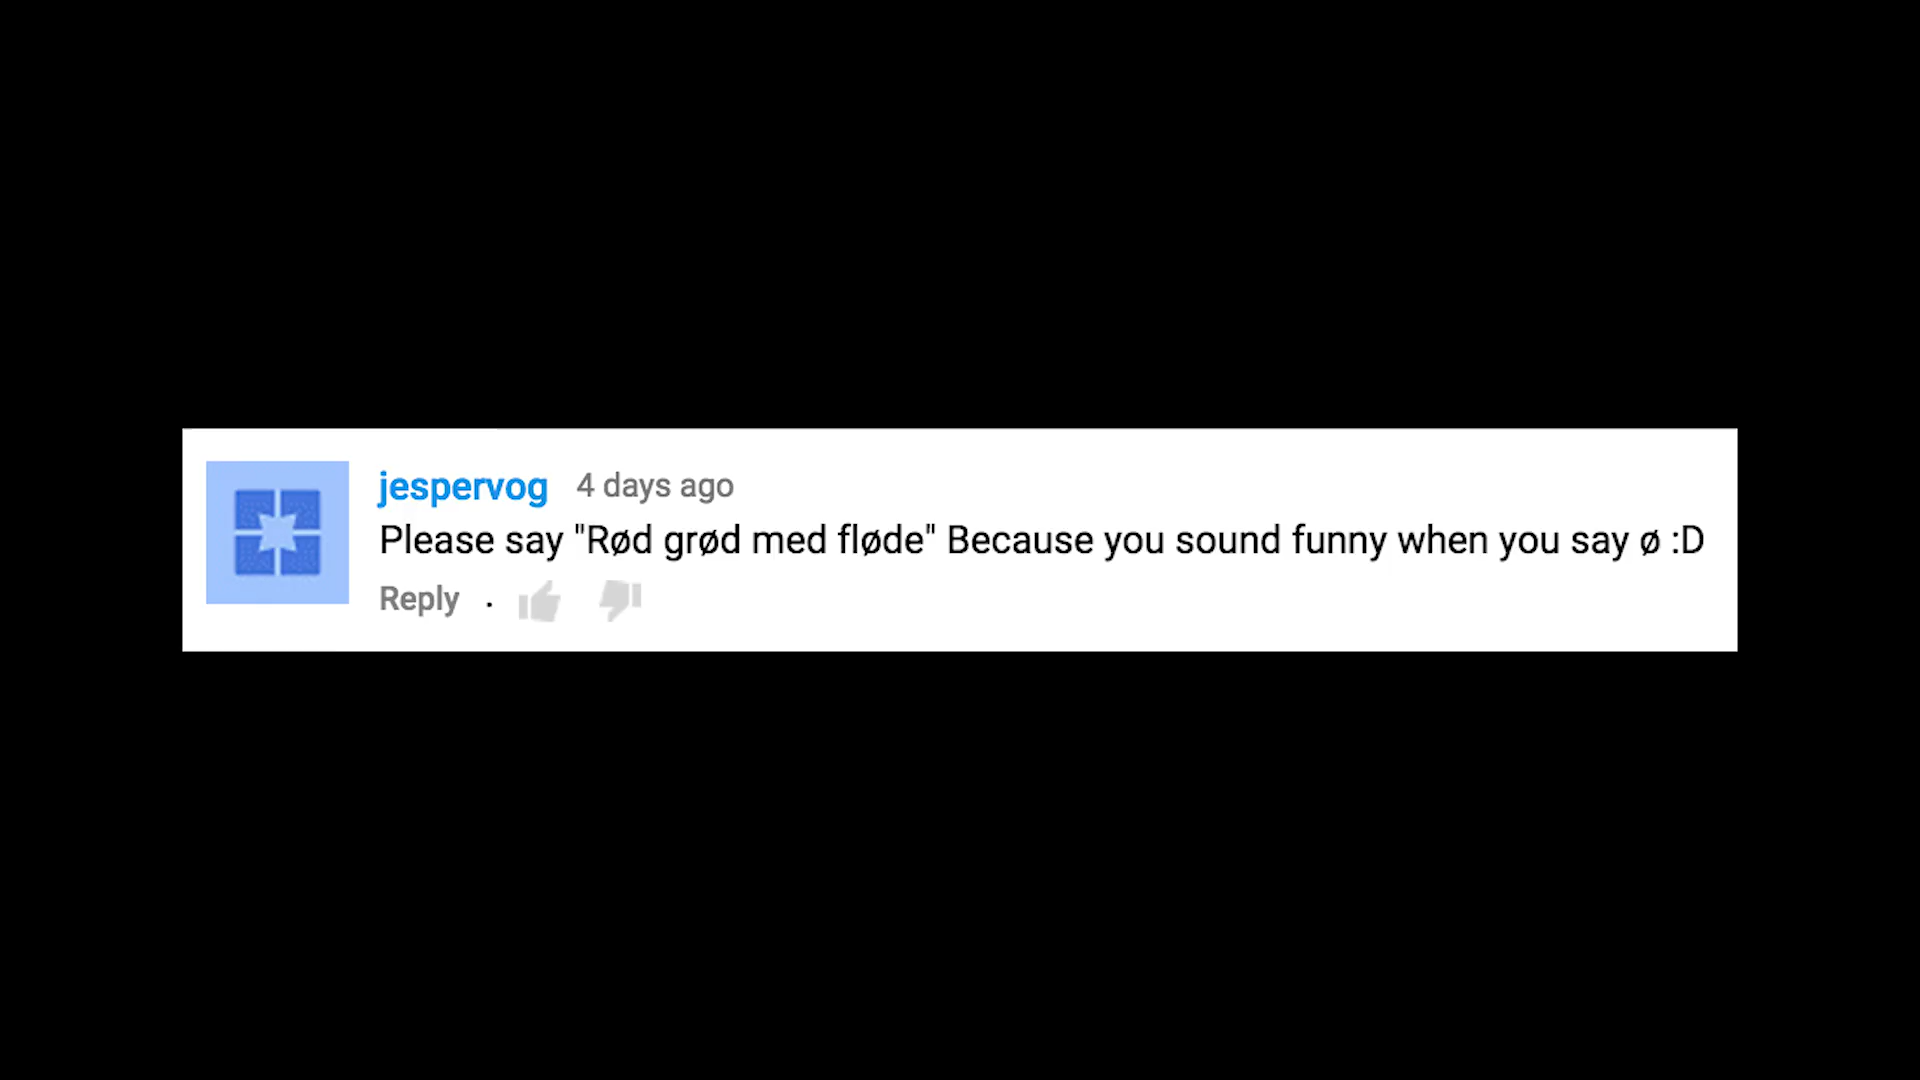 jespervog 4 days ago
Please say "Rød grød med fløde" Because you sound funny when you say ø :D
Reply .